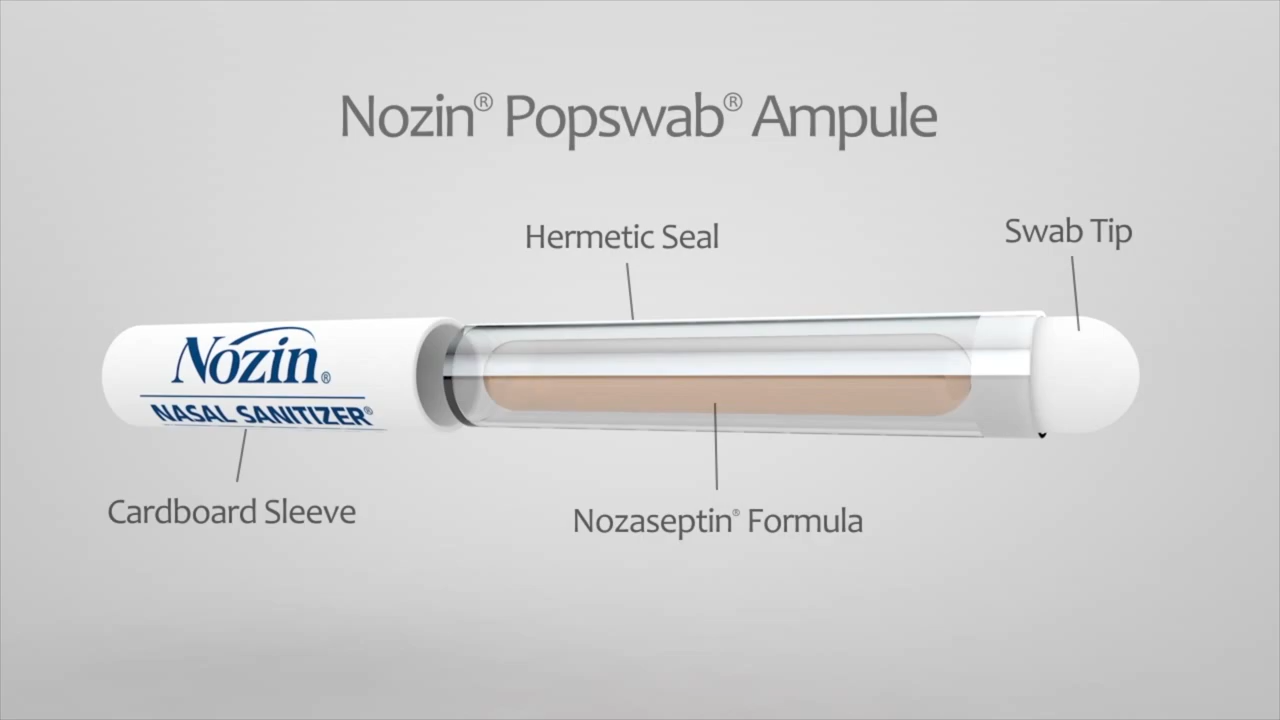 Nozin® Popswab® Ampule
Hermetic Seal
Swab Tip
Nozin®
NASAL SANITIZER®
Cardboard Sleeve
Nozaseptin® Formula